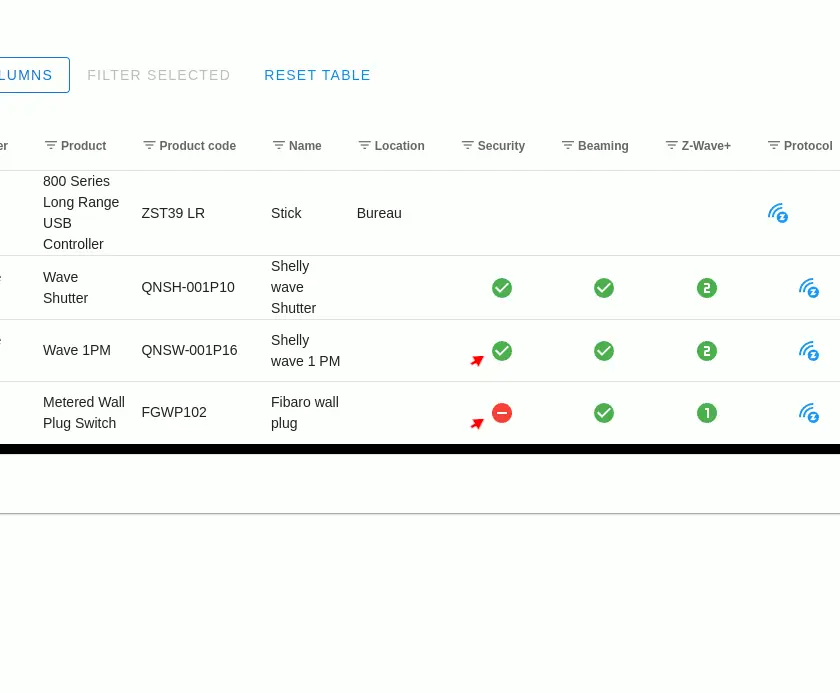 LUMNS FILTER SELECTED RESET TABLE
er Product Product code Name Location Security Beaming Z-Wave+ Protocol
800 Series
Long Range
USB
Controller
ZST39 LR
Stick
Bureau
Wave
Shutter
QNSH-001P10
Shelly
wave
Shutter
2
Wave 1PM
QNSW-001P16
Shelly
wave 1 PM
2
Metered Wall
Plug Switch
FGWP102
Fibaro wall
plug
1